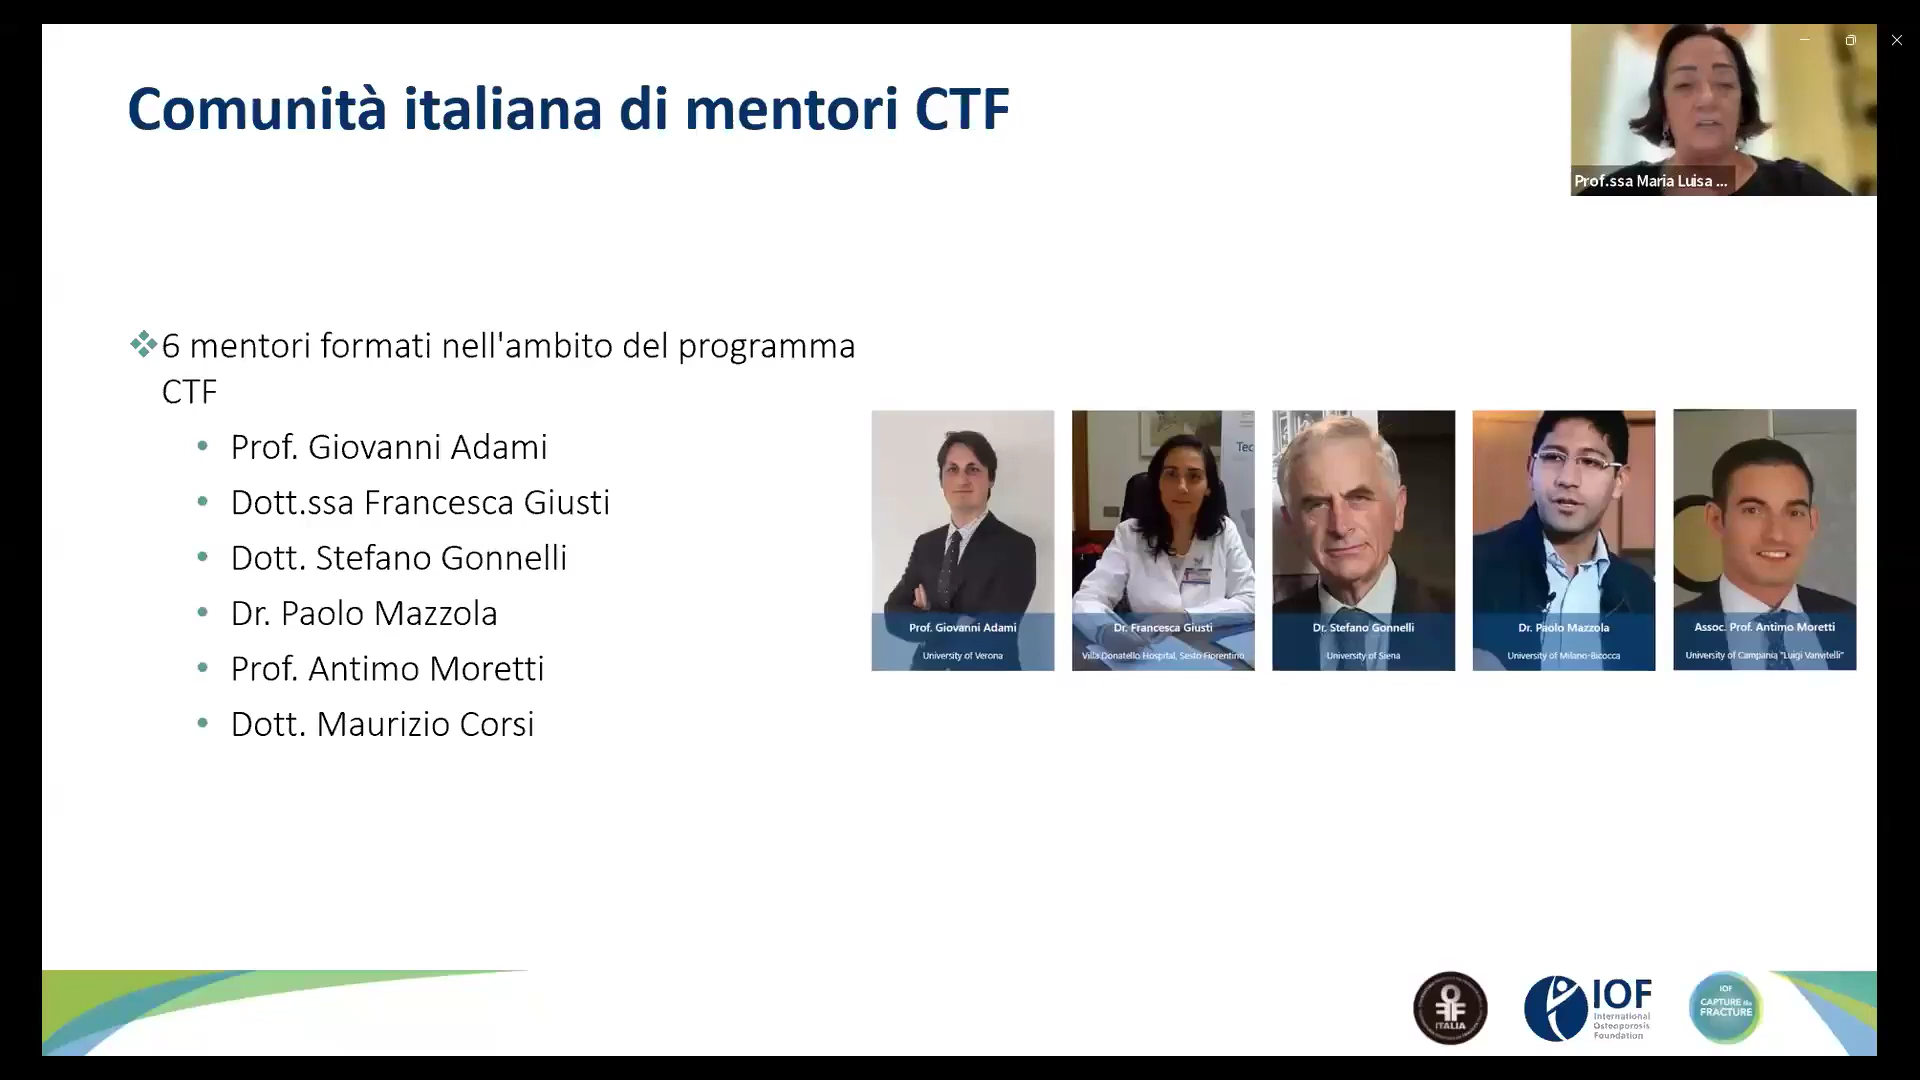 Comunità italiana di mentori CTF
Prof.ssa Maria Luisa ...
6 mentori formati nell'ambito del programma
CTF
Prof. Giovanni Adami
Dott.ssa Francesca Giusti
Dott. Stefano Gonnelli
Dr. Paolo Mazzola
Prof. Antimo Moretti
Dott. Maurizio Corsi
Tec
Prof. Giovanni Adami
University of Verona
Dr. Francesca Giusti
Villa Donatello Hospital, Sesto Fiorentino
Dr. Stefano Gonnelli
University of Siena
Dr. Paolo Mazzola
University of Milano-Bicocca
Assoc. Prof. Antimo Moretti
University of Campania "Luigi Vanvitelli"
ITALIA
IOF
International
Osteoporosis
Foundation
IOF
CAPTURE the
FRACTURE